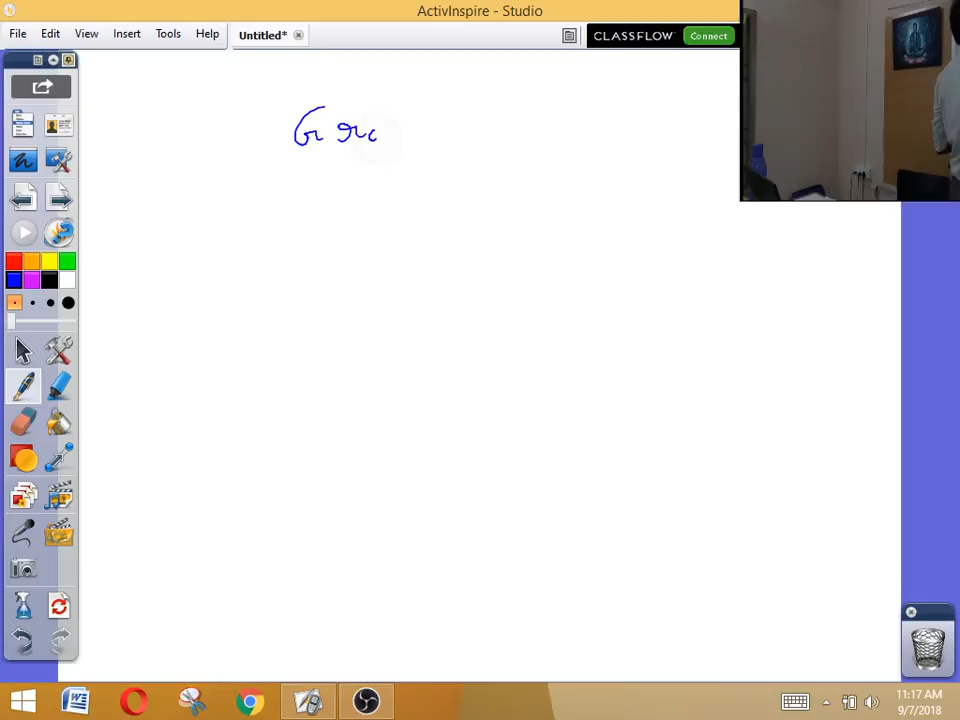 ActivInspire - Studio
File Edit View Insert Tools Help Untitled* CLASSFLOW Connect
11:17 AM
9/7/2018